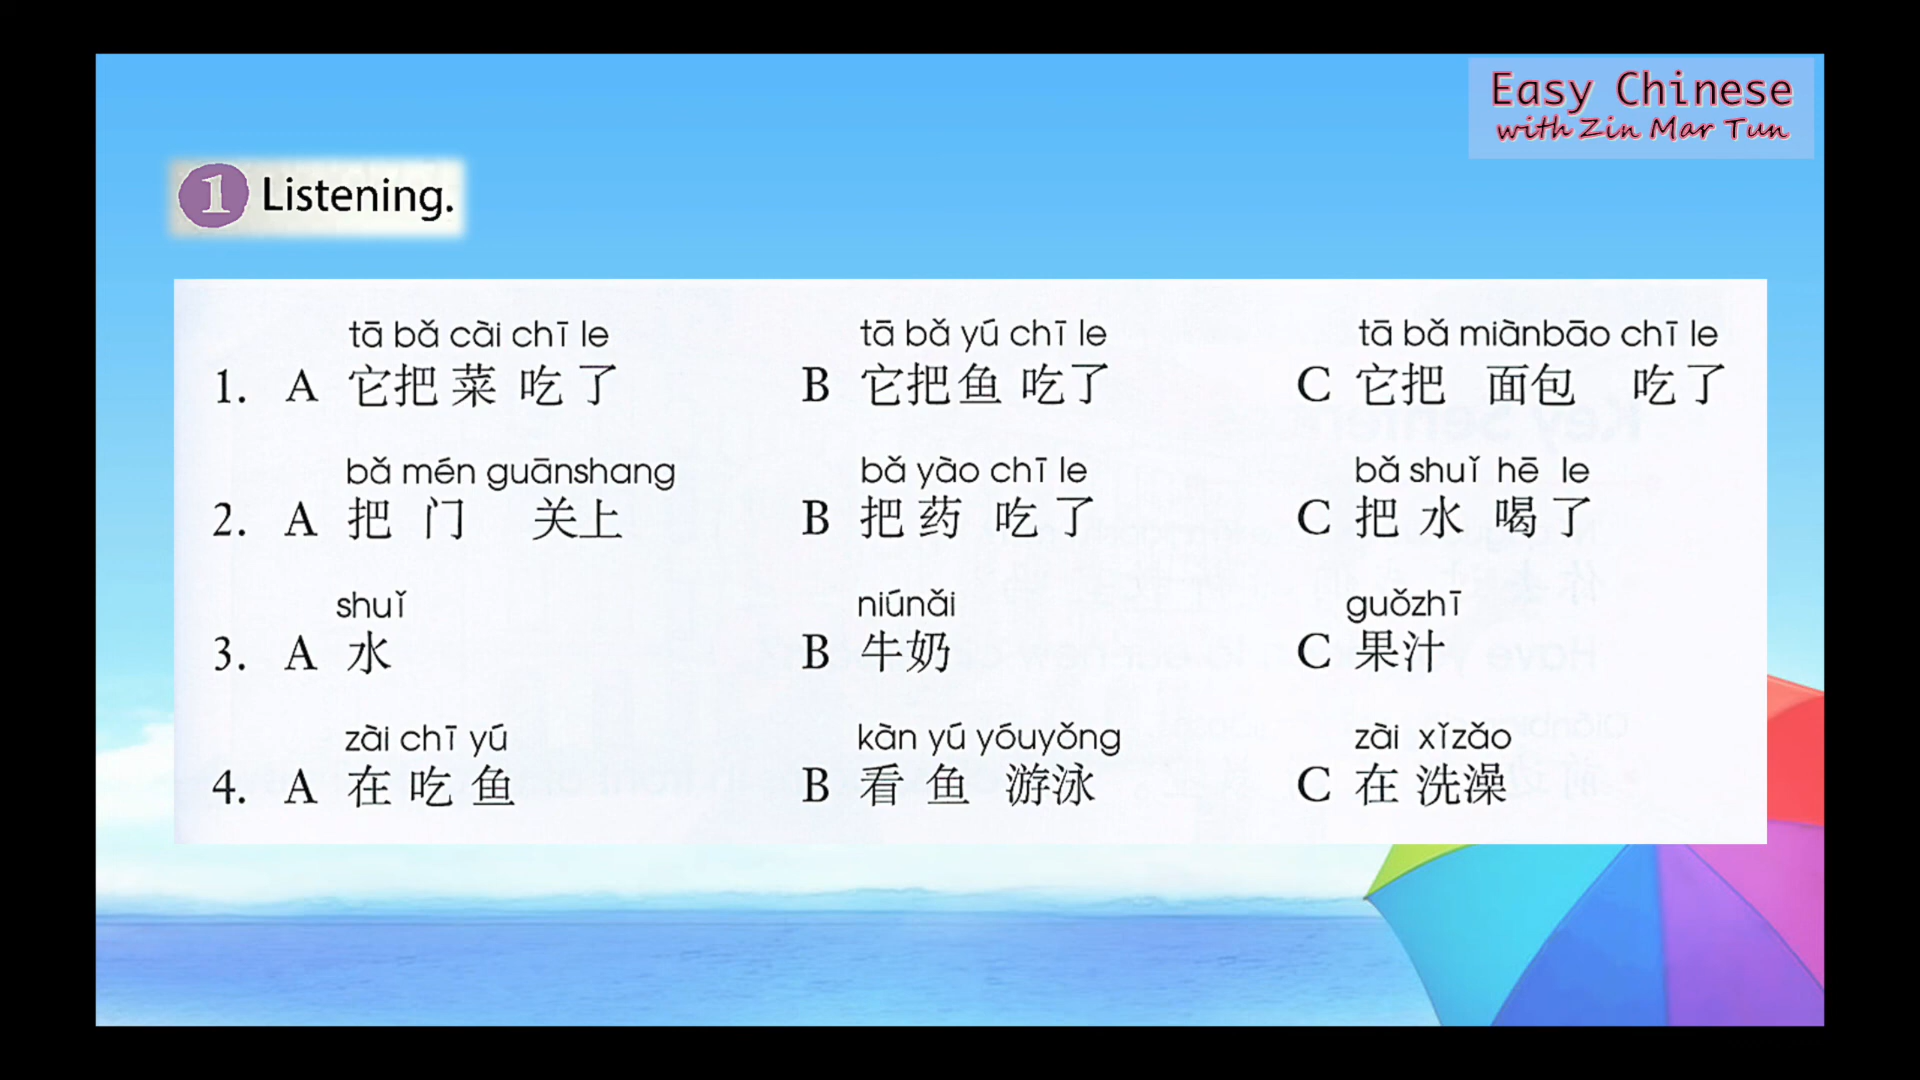 Easy Chinese
with Zin Mar Tun
1 Listening.
tā bǎ cài chī le tā bǎ yú chī le tā bǎ miànbāo chī le
1. A 它把菜吃了 B 它把鱼吃了 C 它把面包吃了
bǎ mén guānshang bǎ yào chī le bǎ shuǐ hē le
2. A 把门关上 B 把药吃了 C 把水喝了
shuǐ niúnǎi guǒzhī
3. A 水 B 牛奶 C 果汁
zài chī yú kàn yú yóuyǒng zài xǐzǎo
4. A 在吃鱼 B 看鱼游泳 C 在洗澡